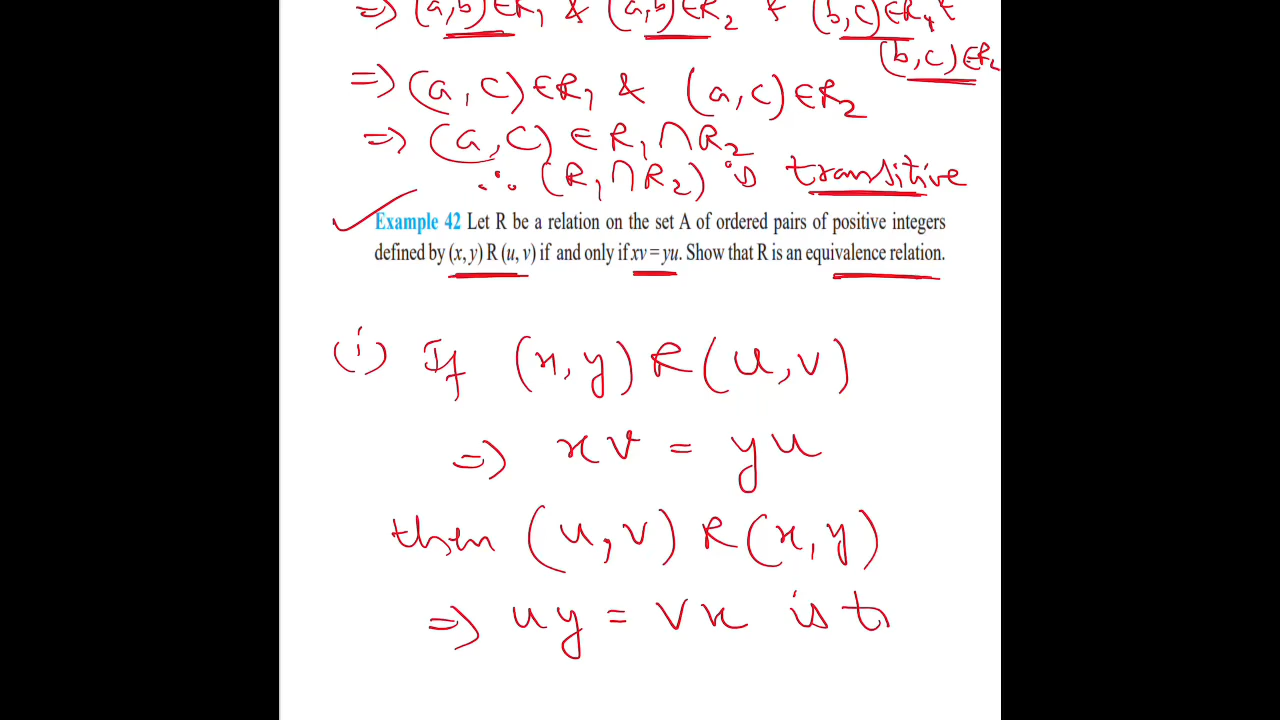 => (a,b) ∈ R₁ & (a,b) ∈ R₂ & (b,c) ∈ R₁ &
(b,c) ∈ R₂
=> (a,c) ∈ R₁ & (a,c) ∈ R₂
=> (a,c) ∈ R₁ ∩ R₂
∴ (R₁ ∩ R₂) is transitive
Example 42 Let R be a relation on the set A of ordered pairs of positive integers
defined by (x, y) R (u, v) if and only if xv = yu. Show that R is an equivalence relation.
(i) If (x,y) R (u,v)
=> xv = yu
then (u,v) R (x,y)
=> uy = vx is